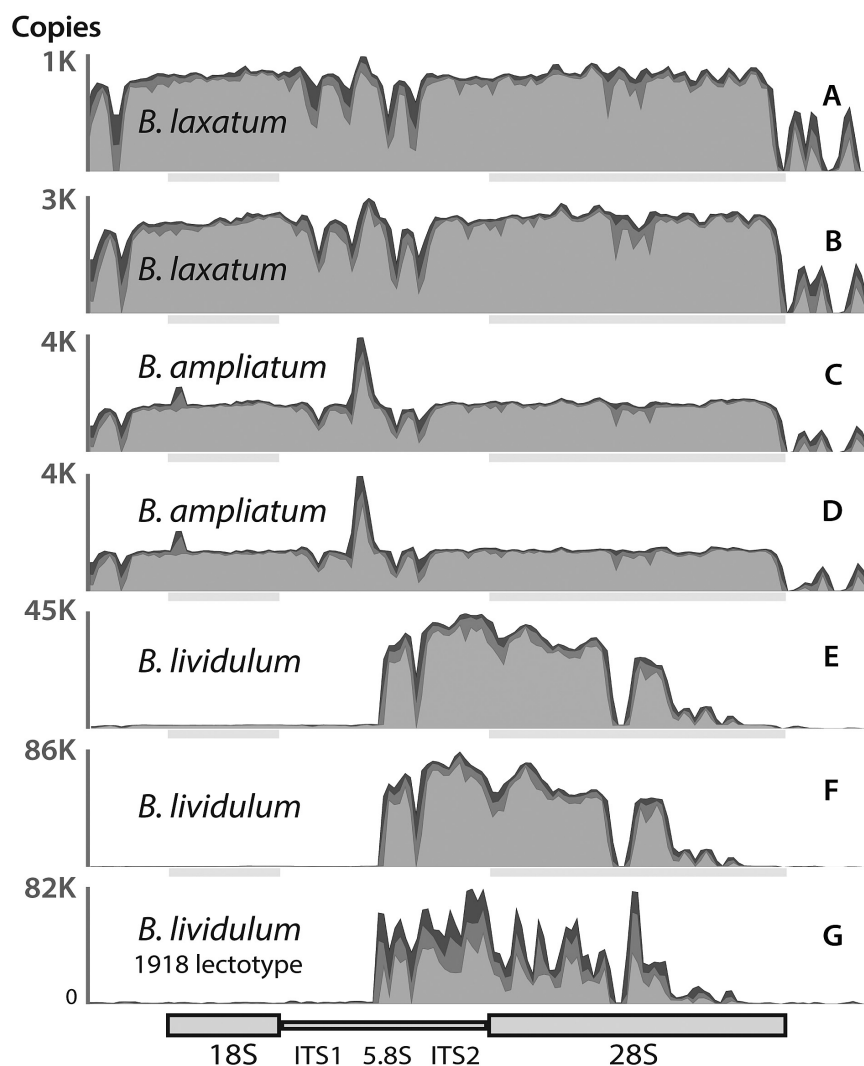 Copies
1K
A
B. laxatum
3K
B
B. laxatum
4K
B. ampliatum
C
4K
B. ampliatum
D
45K
B. lividulum
E
86K
B. lividulum
F
82K
B. lividulum
G
1918 lectotype
0
18S ITS1 5.8S ITS2 28S